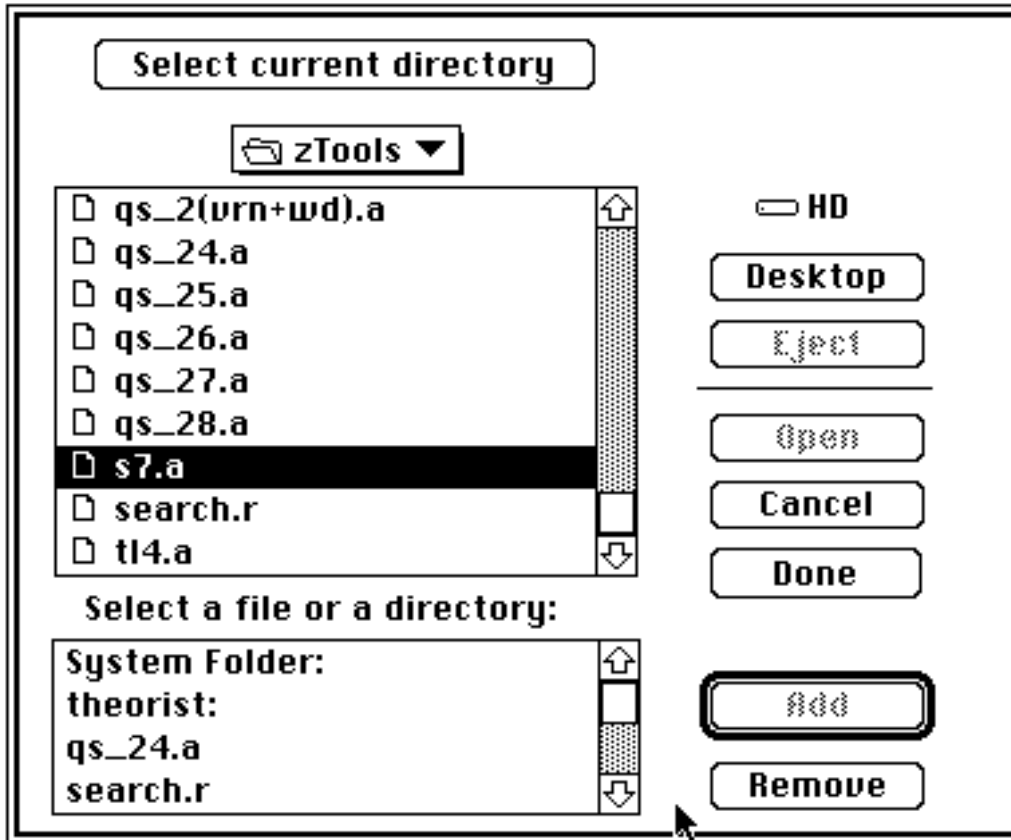 Select current directory
zTools
qs_2(vrn+wd).a
qs_24.a
qs_25.a
qs_26.a
qs_27.a
qs_28.a
s7.a
search.r
tl4.a
HD
Desktop
Eject
Open
Cancel
Done
Select a file or a directory:
System Folder:
theorist:
qs_24.a
search.r
Add
Remove